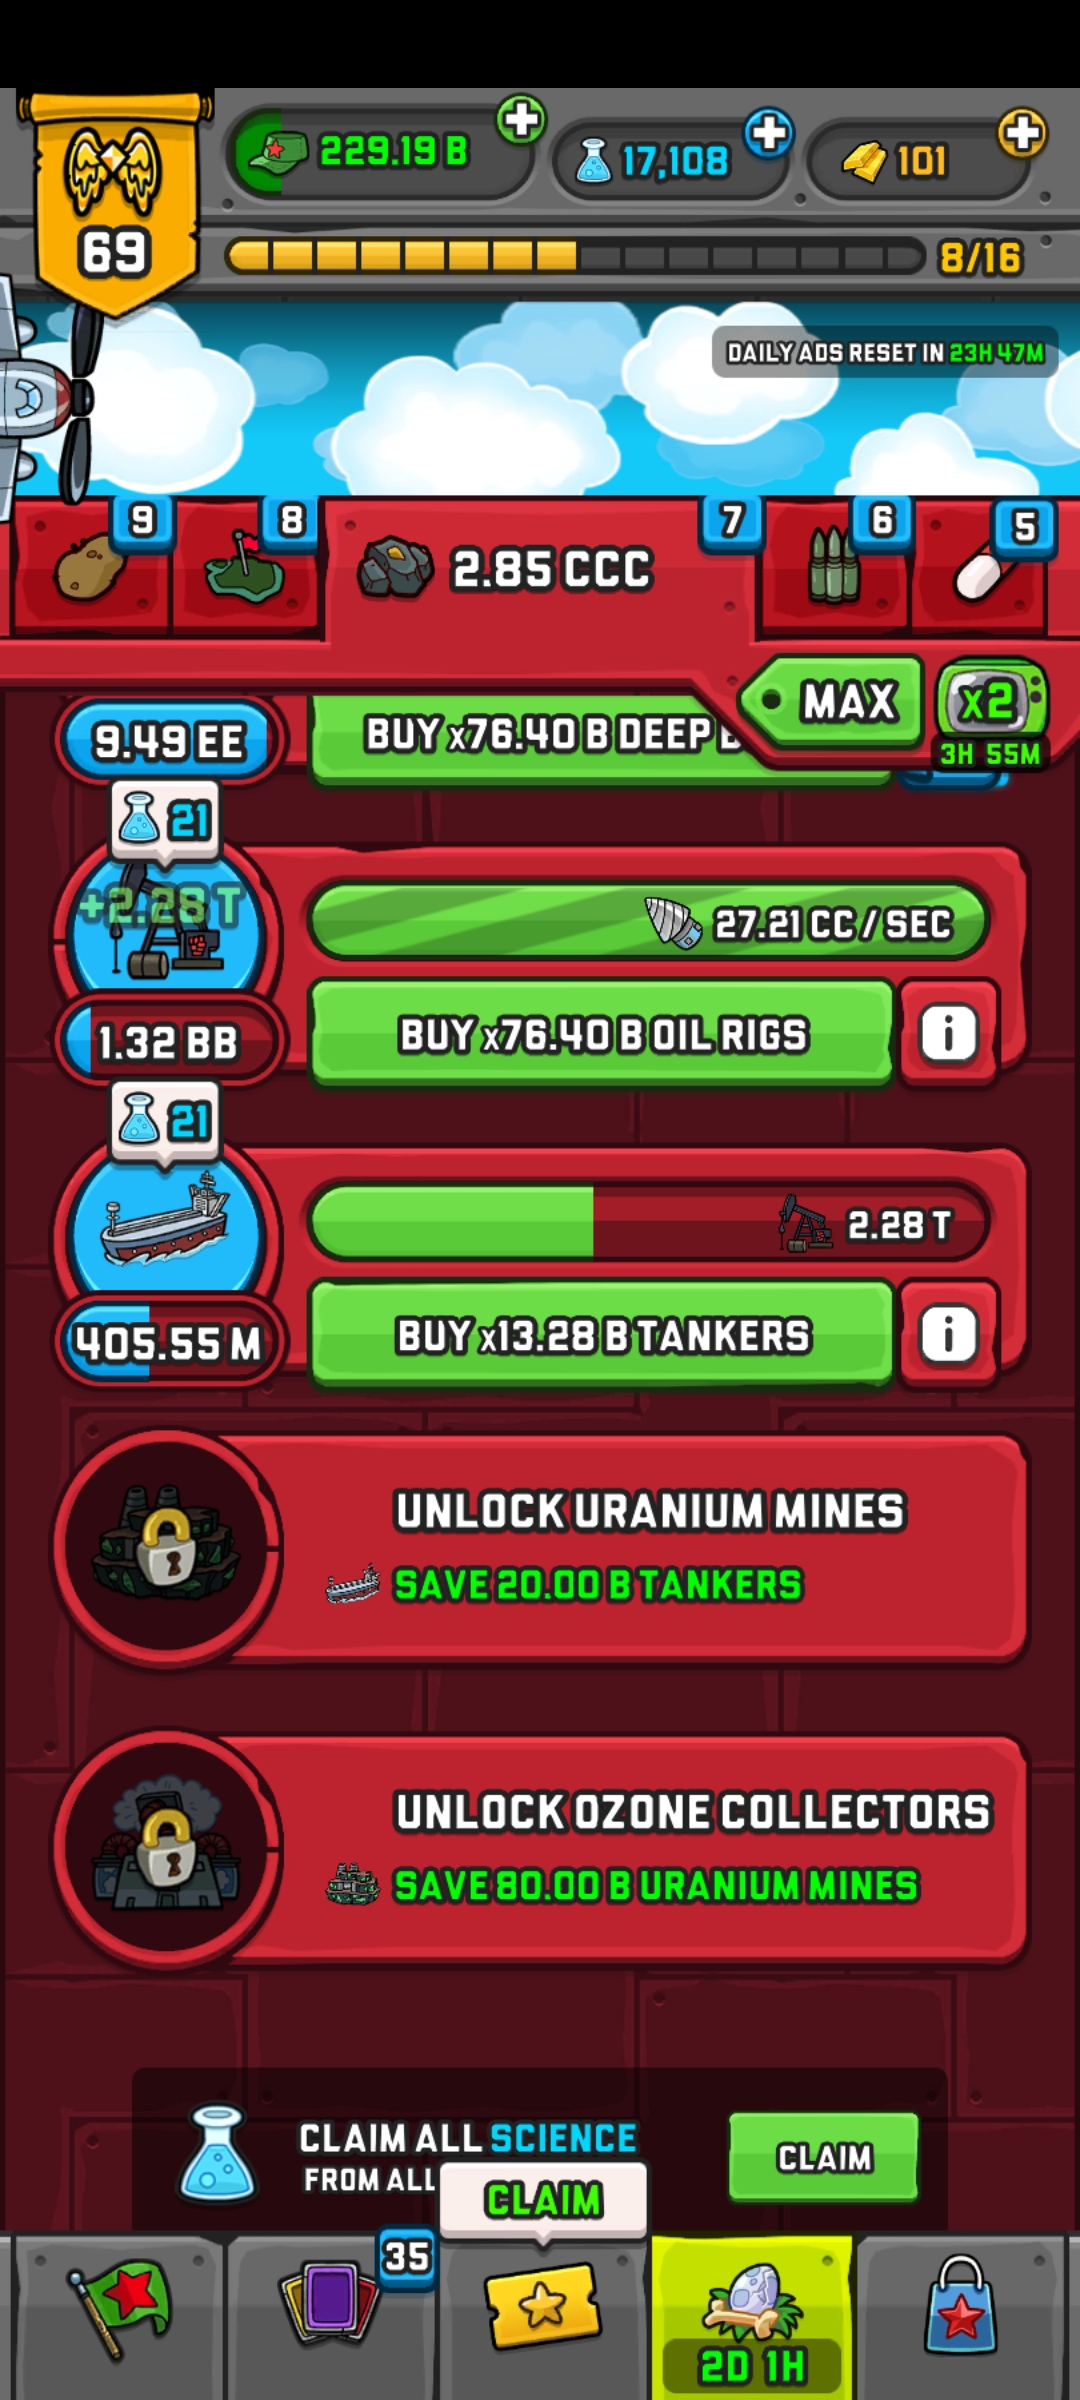 69
229.19 B
17,108
101
8/16
DAILY ADS RESET IN 23H 47M
9
8
2.85 CCC
7
6
5
MAX
x2
3H 55M
9.49 EE
BUY x76.40 B DEEP
21
+2.28 T
27.21 CC / SEC
1.32 BB
BUY x76.40 B OIL RIGS
i
21
2.28 T
405.55 M
BUY x13.28 B TANKERS
i
UNLOCK URANIUM MINES
SAVE 20.00 B TANKERS
UNLOCK OZONE COLLECTORS
SAVE 80.00 B URANIUM MINES
CLAIM ALL SCIENCE
FROM ALL
CLAIM
CLAIM
35
2D 1H